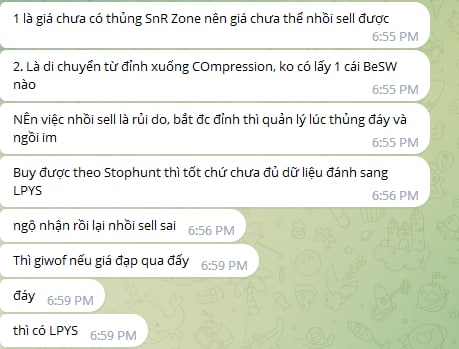 1 là giá chưa có thủng SnR Zone nên giá chưa thể nhồi sell được
6:55 PM
2. Là di chuyển từ đỉnh xuống COmpression, ko có lấy 1 cái BeSW
nào
6:55 PM
NÊn việc nhồi sell là rủi do, bắt đc đỉnh thì quản lý lúc thủng đáy và
ngồi im
6:55 PM
Buy được theo Stophunt thì tốt chứ chưa đủ dữ liệu đánh sang
LPYS
6:56 PM
ngộ nhận rồi lại nhồi sell sai
6:56 PM
Thì giwof nếu giá đạp qua đấy
6:59 PM
đáy
6:59 PM
thì có LPYS
6:59 PM